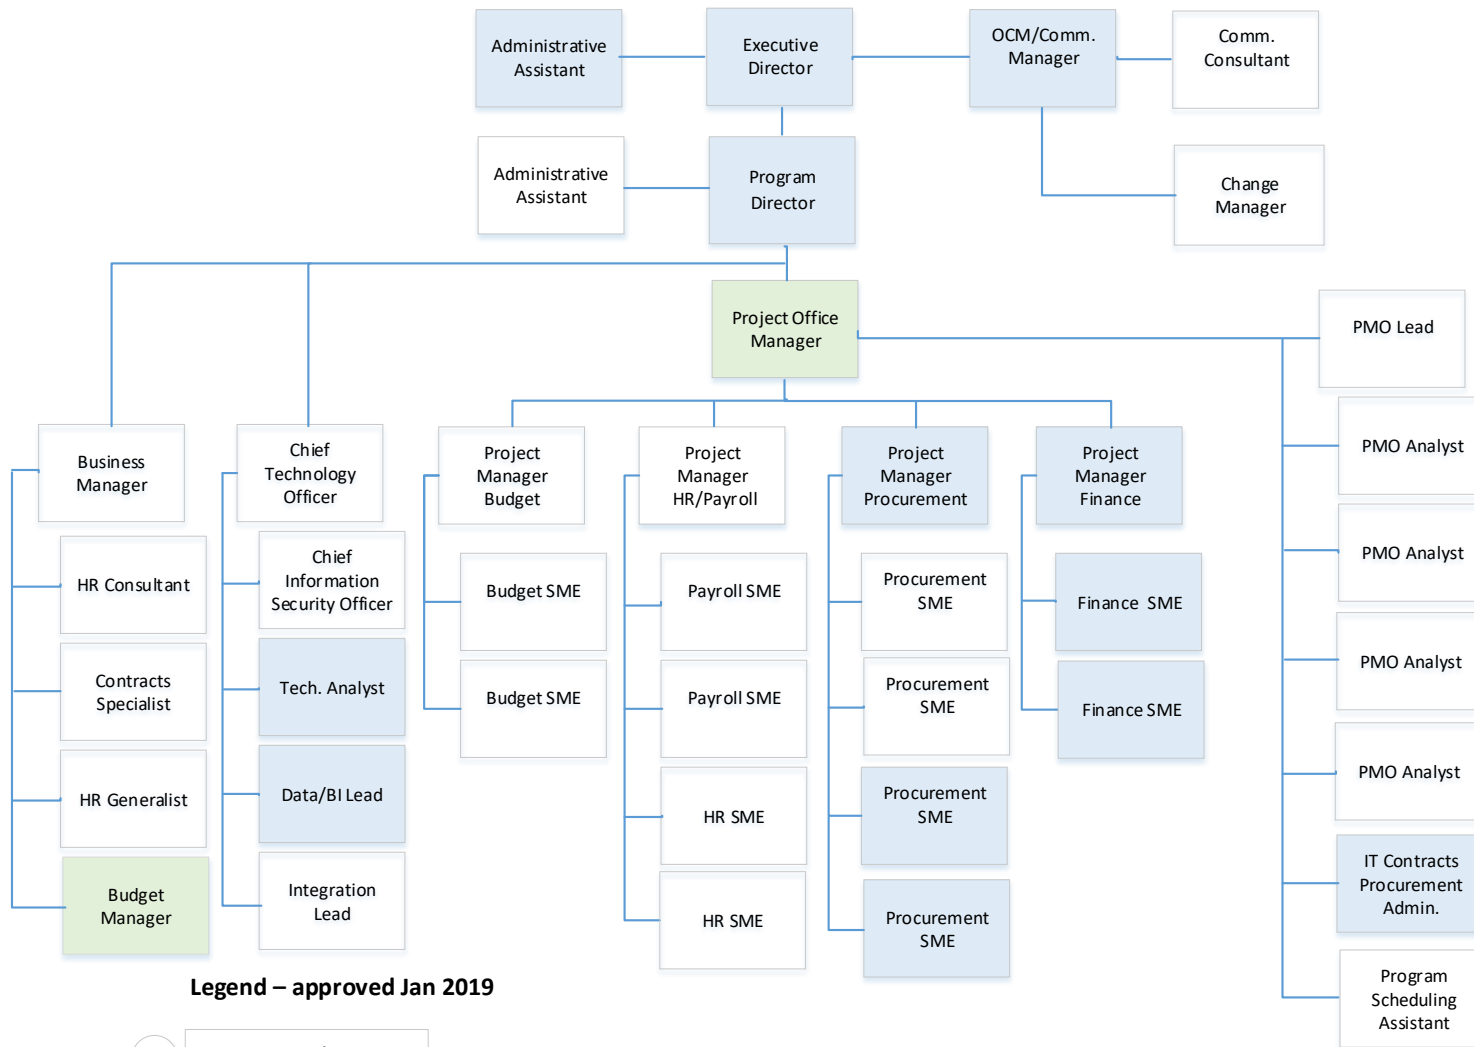 Administrative
Assistant
Executive
Director
OCM/Comm.
Manager
Comm.
Consultant
Administrative
Assistant
Program
Director
Change
Manager
Project Office
Manager
PMO Lead
Business
Manager
Chief
Technology
Officer
Project
Manager
Budget
Project
Manager
HR/Payroll
Project
Manager
Procurement
Project
Manager
Finance
PMO Analyst
HR Consultant
Chief
Information
Security Officer
Budget SME
Payroll SME
Procurement
SME
Finance SME
PMO Analyst
Contracts
Specialist
Tech. Analyst
Budget SME
Payroll SME
Procurement
SME
Finance SME
PMO Analyst
HR Generalist
Data/BI Lead
HR SME
Procurement
SME
PMO Analyst
Budget
Manager
Integration
Lead
HR SME
Procurement
SME
IT Contracts
Procurement
Admin.
Program
Scheduling
Assistant
Legend – approved Jan 2019